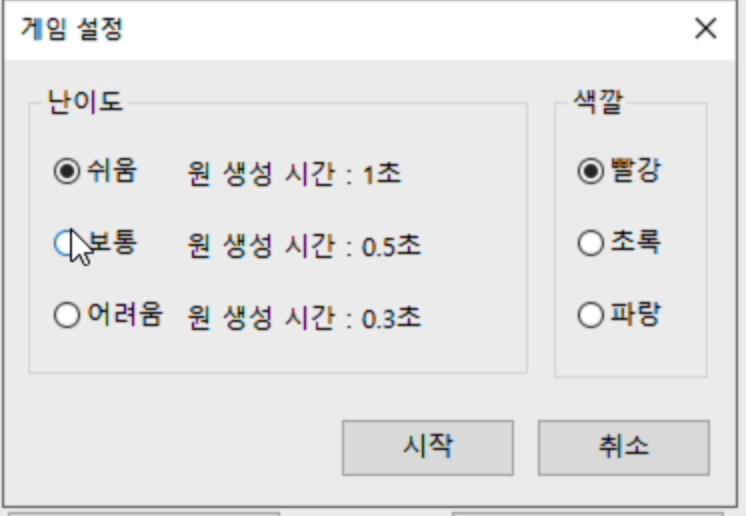 게임 설정
난이도
쉬움 원 생성 시간 : 1초
보통 원 생성 시간 : 0.5초
어려움 원 생성 시간 : 0.3초
색깔
빨강
초록
파랑
시작
취소